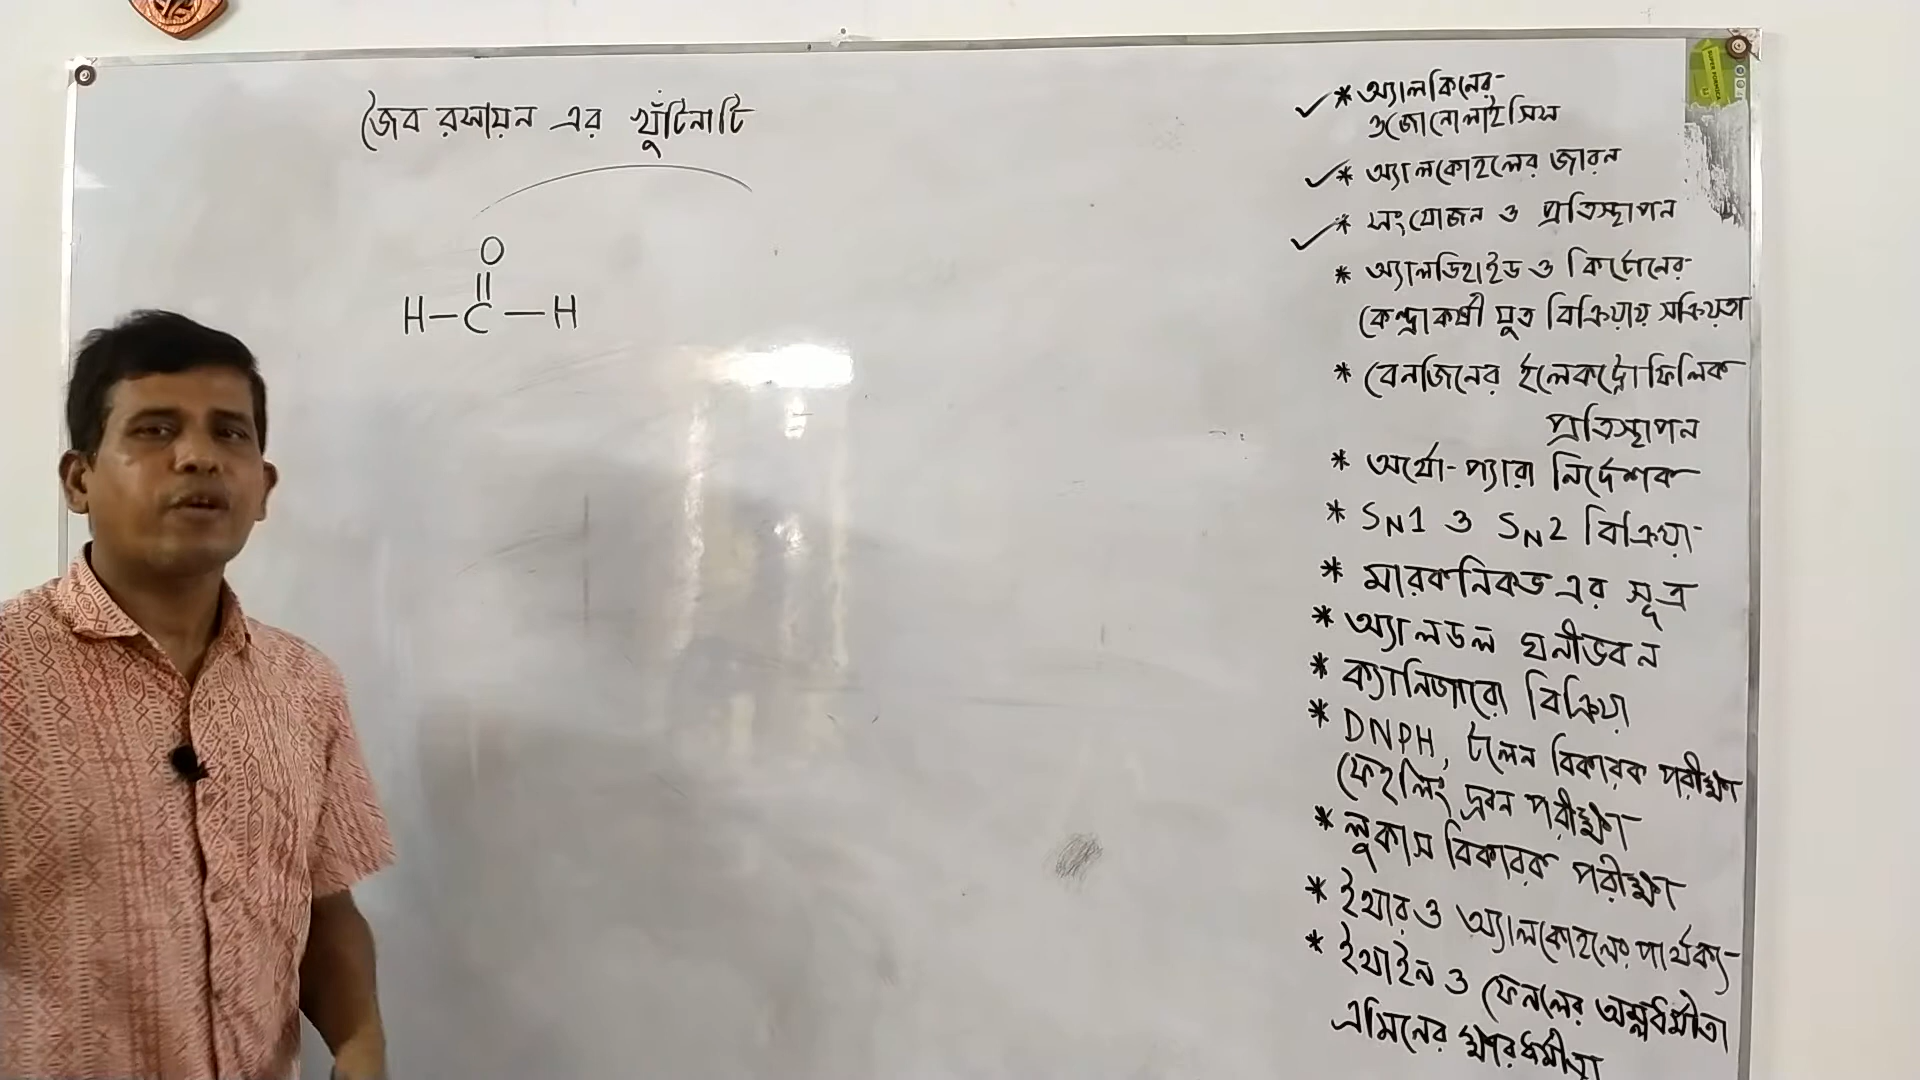 জৈব রসায়ন এর খুঁটিনাটি
O
H-C-H
* অ্যালকিনের
ওজোনোলাইসিস
* অ্যালকোহলের জারন
* সংযোজন ও প্রতিস্থাপন
* অ্যালডিহাইড ও কিটোনের
কেন্দ্রাকর্ষী যুত বিক্রিয়ায় সক্রিয়তা
* বেনজিনের ইলেকট্রোফিলিক
প্রতিস্থাপন
* অর্থো-প্যারা নির্দেশক
* SN1 ও SN2 বিক্রিয়া
* মারকনিকভ এর সূত্র
* অ্যালডল ঘনীভবন
* ক্যানিজারো বিক্রিয়া
* DNPH, টলেন বিকারক পরীক্ষা
ফেহলিং দ্রবন পরীক্ষা
* লুকাস বিকারক পরীক্ষা
* ইথার ও অ্যালকোহলের পার্থক্য
* ইথাইন ও ফেনলের অম্লধর্মীতা
এমিনের ক্ষারধর্মীতা